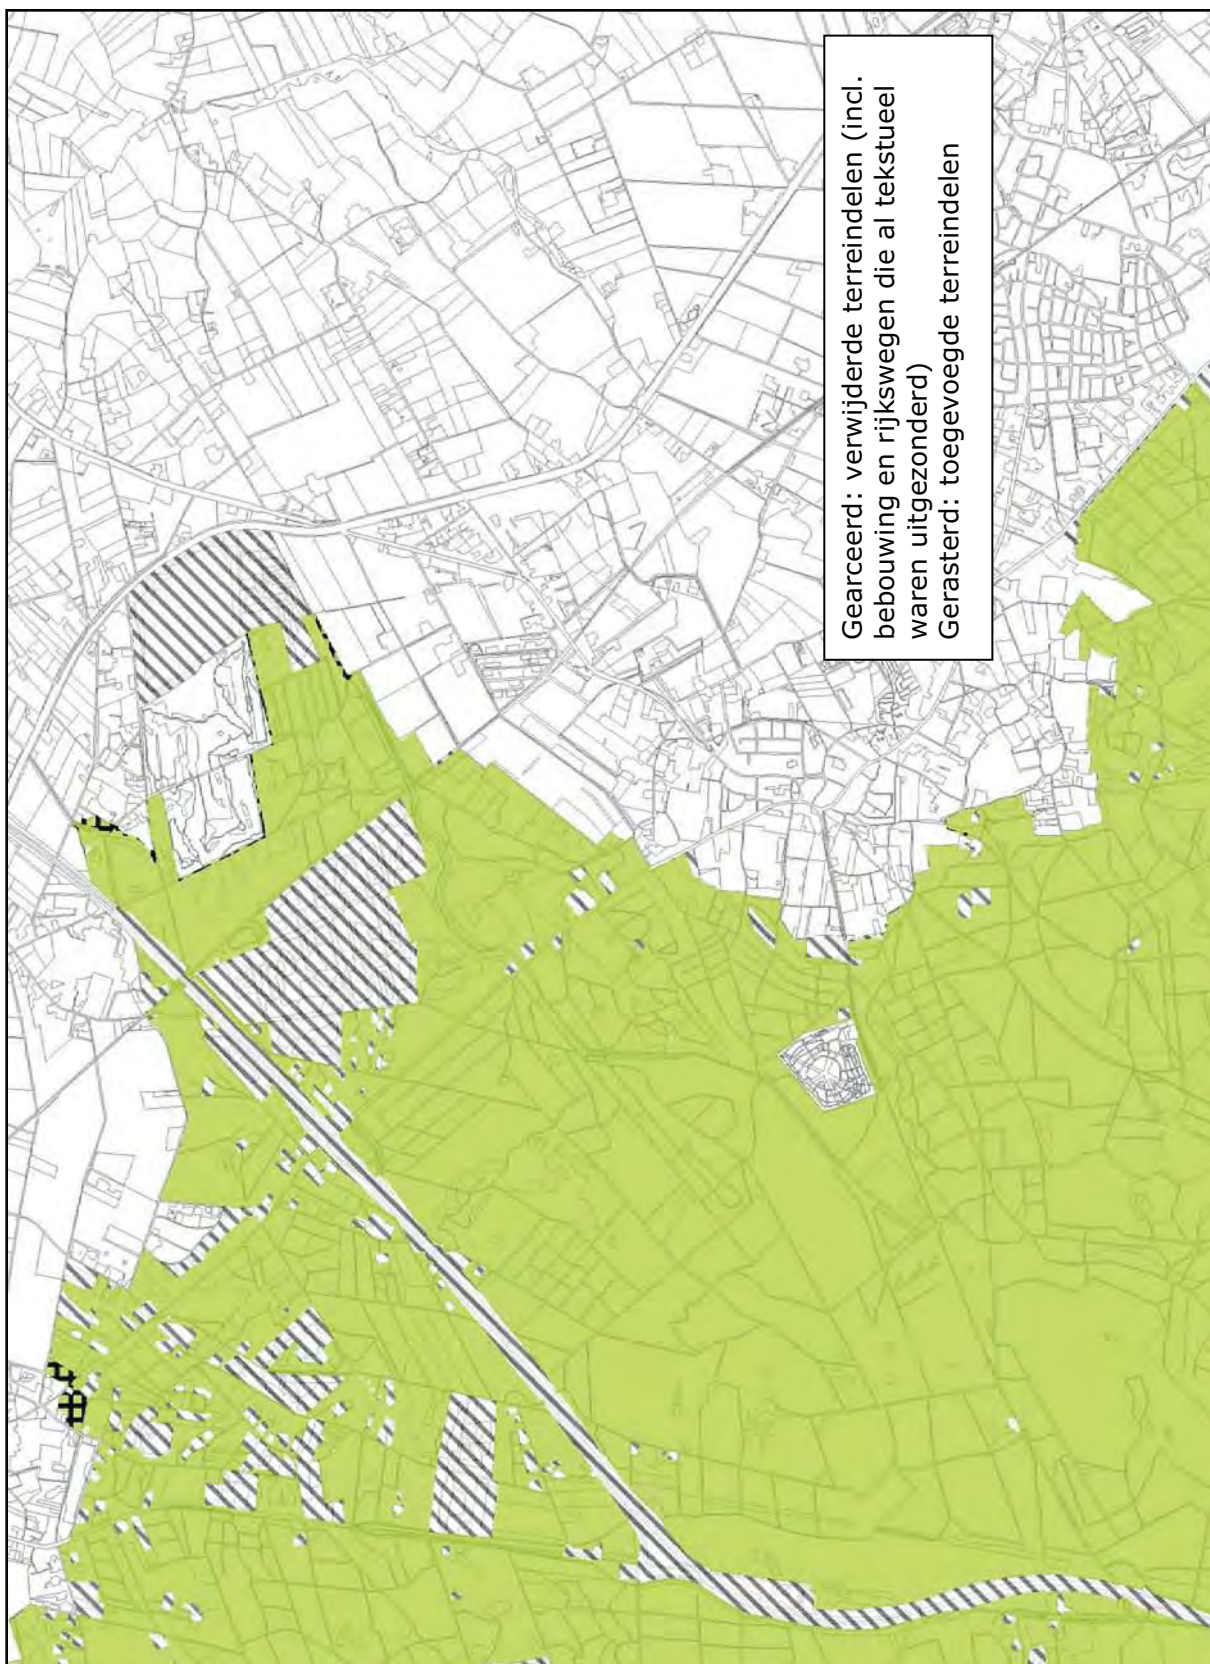 Gearceerd: verwijderde terreindelen (incl.
bebouwing en rijkswegen die al tekstueel
waren uitgezonderd)
Gerasterd: toegevoegde terreindelen